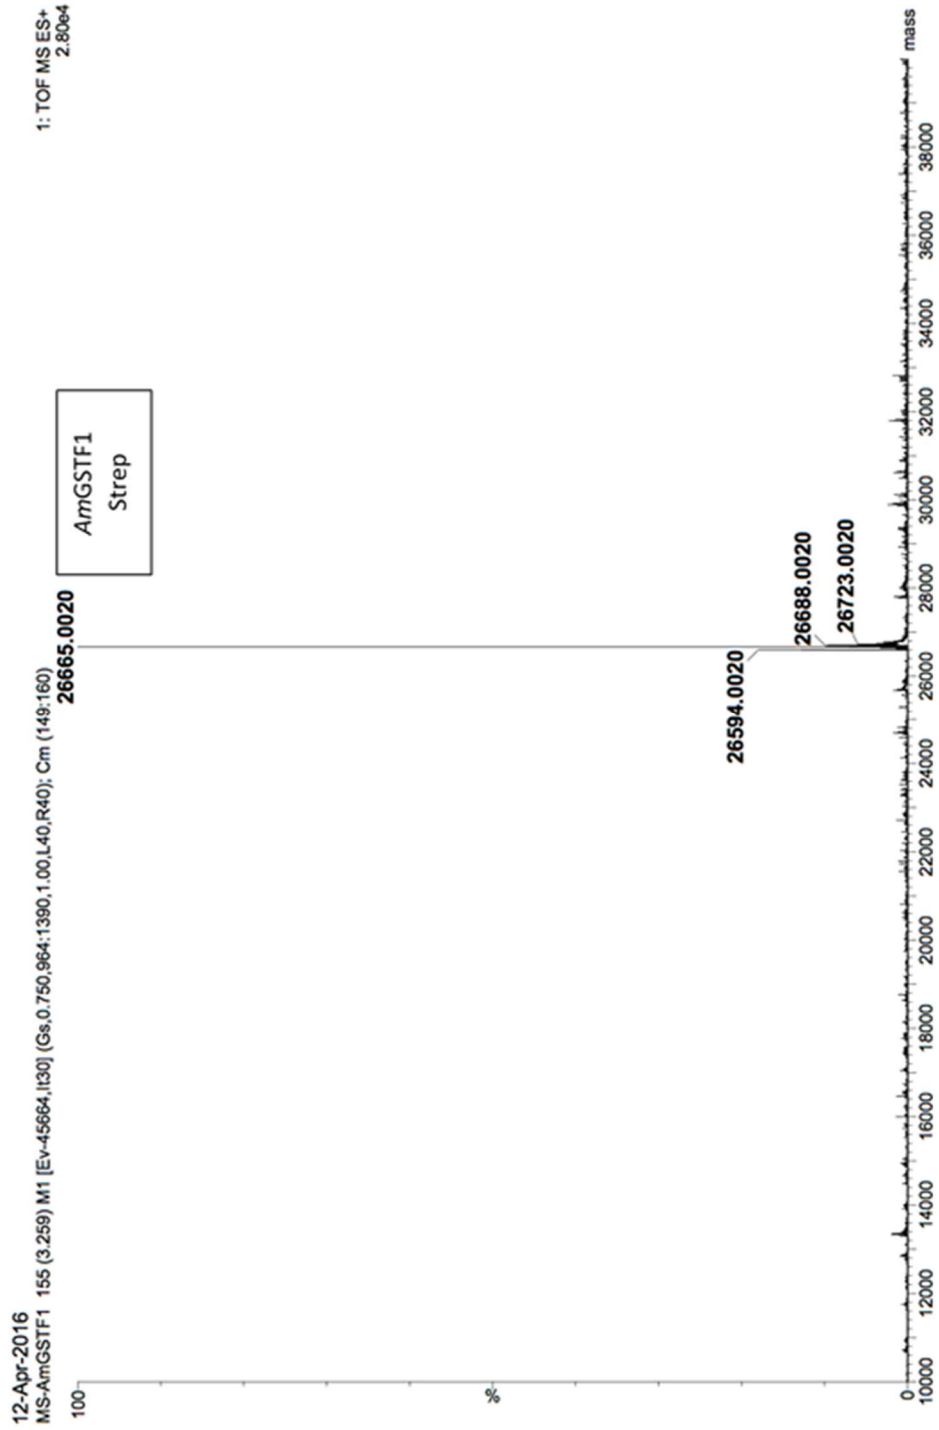 12-Apr-2016
MS-AmGSTF1 155 (3.259) M1 [Ev-45664,It30] (Gs,0.750,964:1390,1.00,L40,R40); Cm (149:160)
1: TOF MS ES+
2.80e4
26665.0020
AmGSTF1
Strep
100
26594.0020
26688.0020
26723.0020
%
0
10000 12000 14000 16000 18000 20000 22000 24000 26000 28000 30000 32000 34000 36000 38000
mass